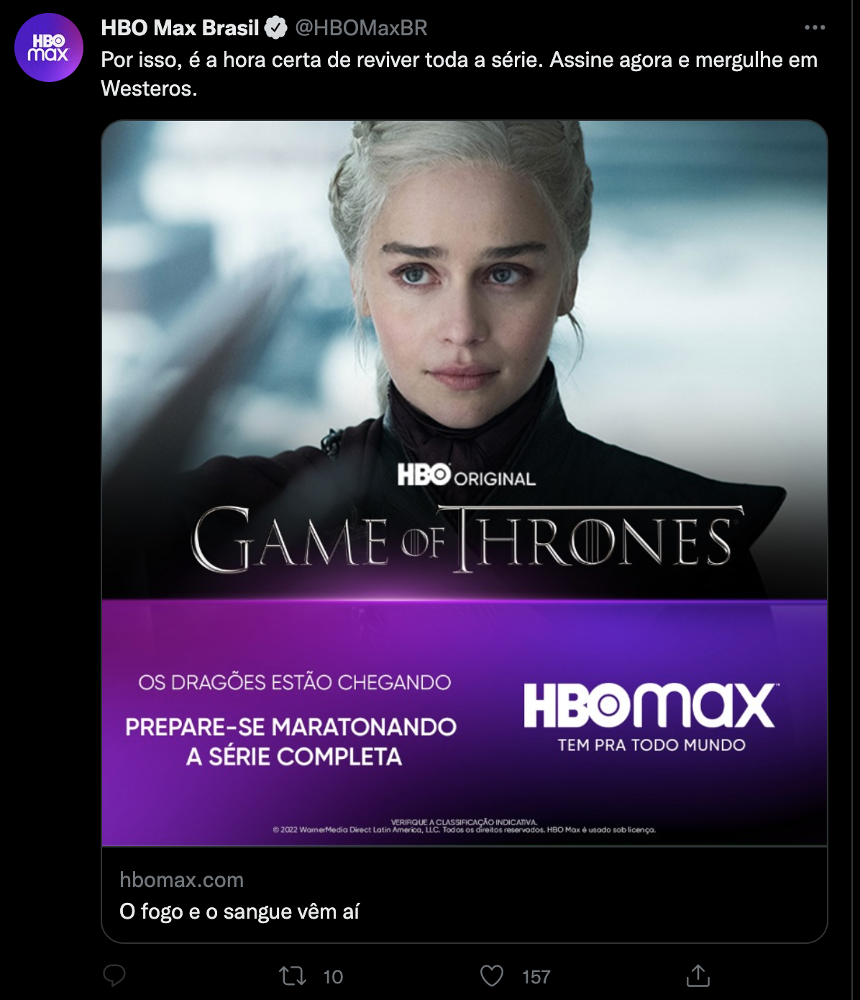 HBO Max Brasil @HBOMaxBR
Por isso, é a hora certa de reviver toda a série. Assine agora e mergulhe em
Westeros.
HBO
max
HBO ORIGINAL
GAME OF THRONES
OS DRAGÕES ESTÃO CHEGANDO
PREPARE-SE MARATONANDO
A SÉRIE COMPLETA
HBOmax™
TEM PRA TODO MUNDO
VERIFIQUE A CLASSIFICAÇÃO INDICATIVA.
© 2022 WarnerMedia Direct Latin America, LLC. Todos os direitos reservados. HBO Max é usado sob licença.
hbomax.com
O fogo e o sangue vêm aí
10
157